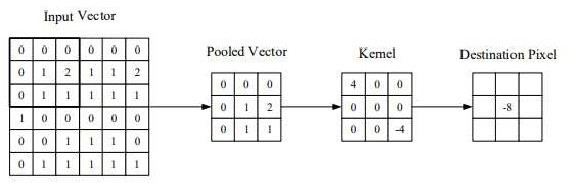 Input Vector
0 0 0 0 0 0
0 1 2 1 1 2
0 1 1 1 1 1
1 0 0 0 0 0
0 0 1 1 1 0
0 1 1 1 1 1
Pooled Vector
0 0 0
0 1 2
0 1 1
Kernel
4 0 0
0 0 0
0 0 -4
Destination Pixel
-8